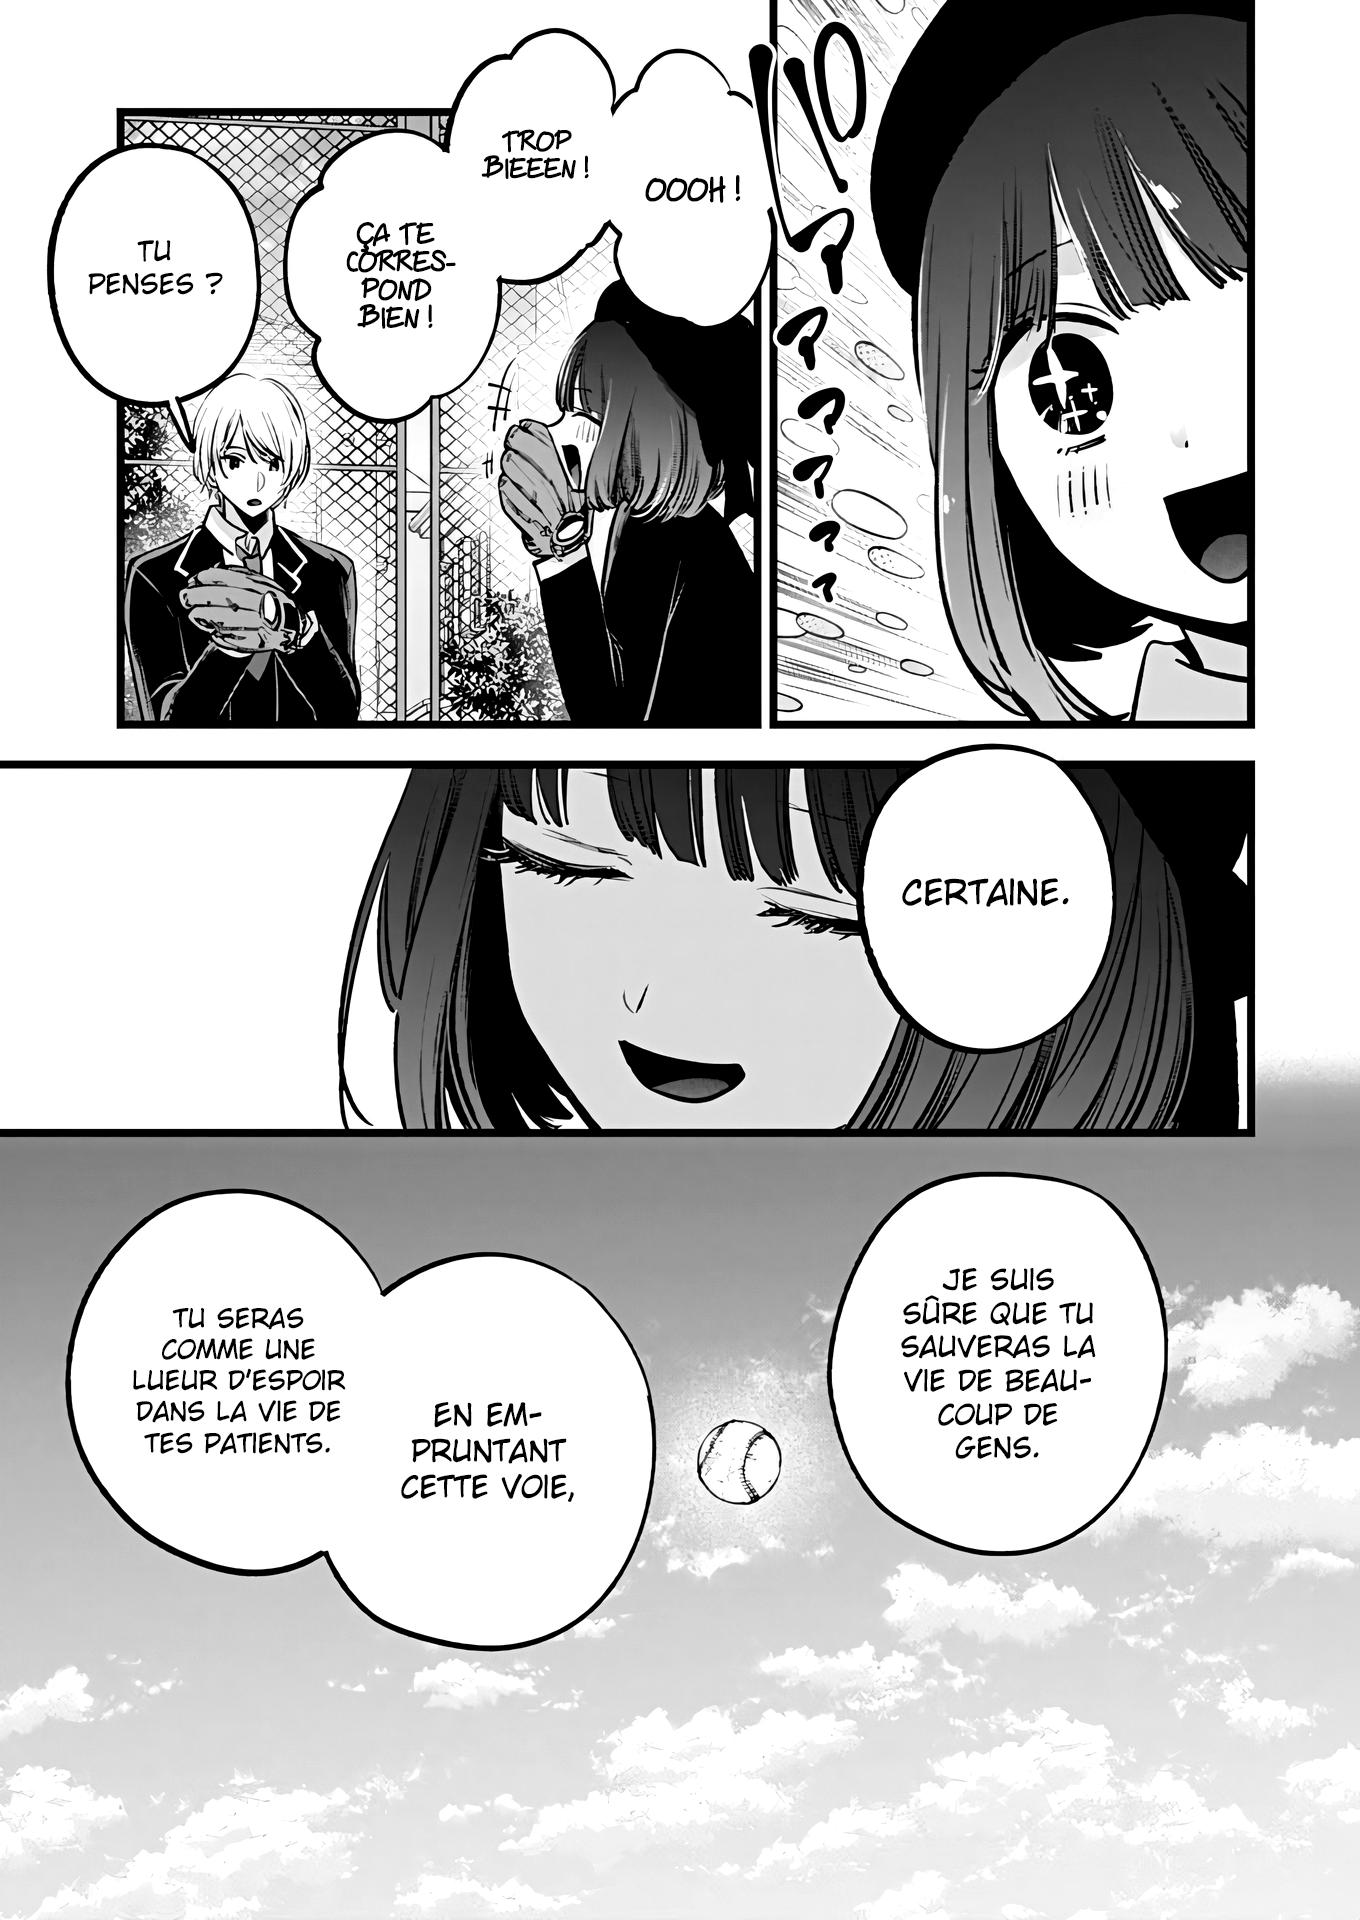 OOOH !
TROP
BIEEEN !
ÇA TE
CORRES-
POND
BIEN !
TU
PENSES ?
CERTAINE.
JE SUIS
SÛRE QUE TU
SAUVERAS LA
VIE DE BEAU-
COUP DE
GENS.
EN EM-
PRUNTANT
CETTE VOIE,
TU SERAS
COMME UNE
LUEUR D'ESPOIR
DANS LA VIE DE
TES PATIENTS.